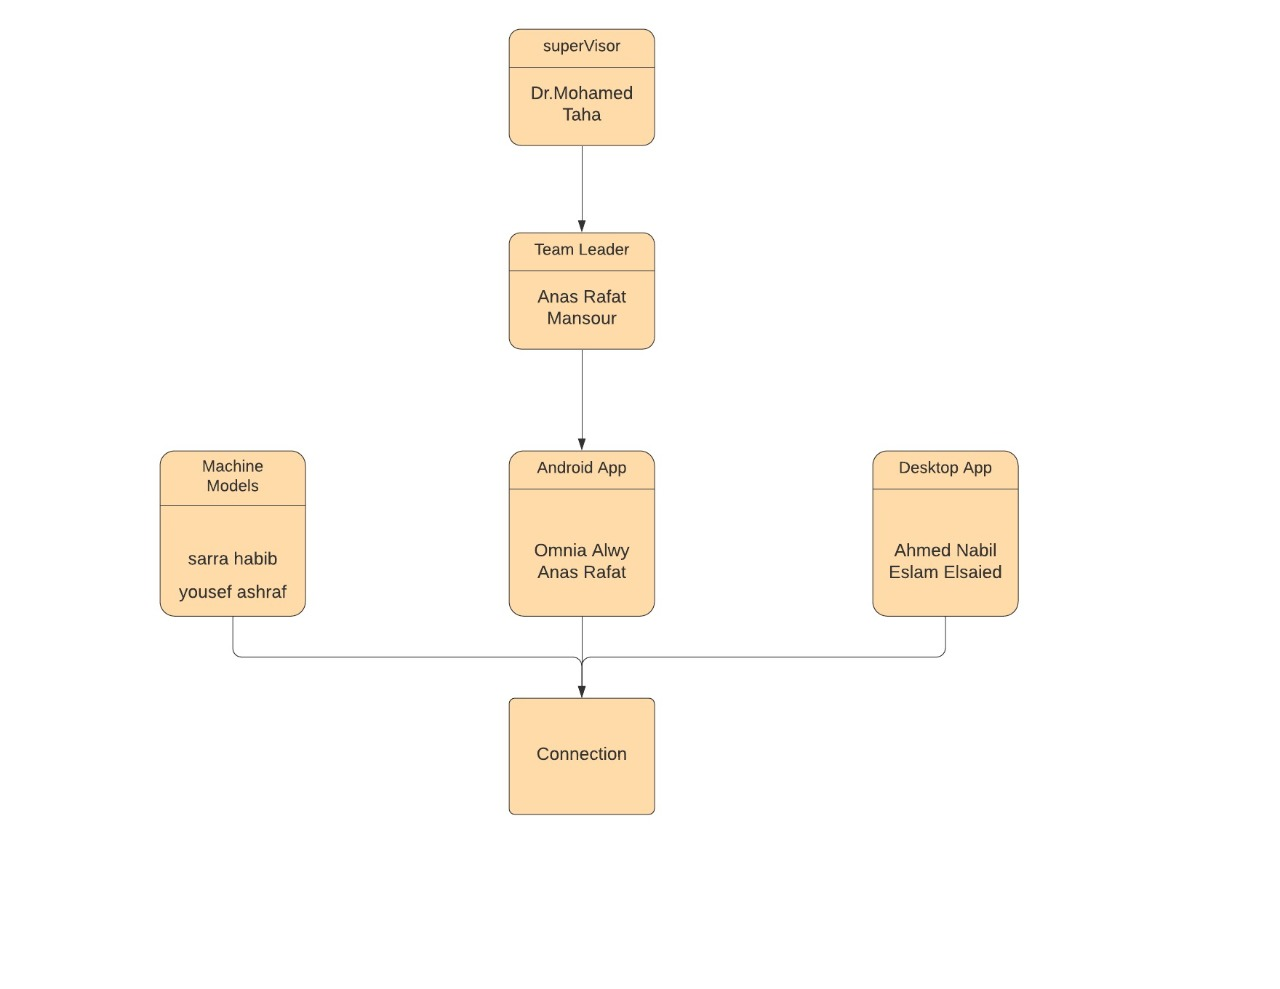 superVisor
Dr.Mohamed
Taha
Team Leader
Anas Rafat
Mansour
Machine
Models
sarra habib
yousef ashraf
Android App
Omnia Alwy
Anas Rafat
Desktop App
Ahmed Nabil
Eslam Elsaied
Connection